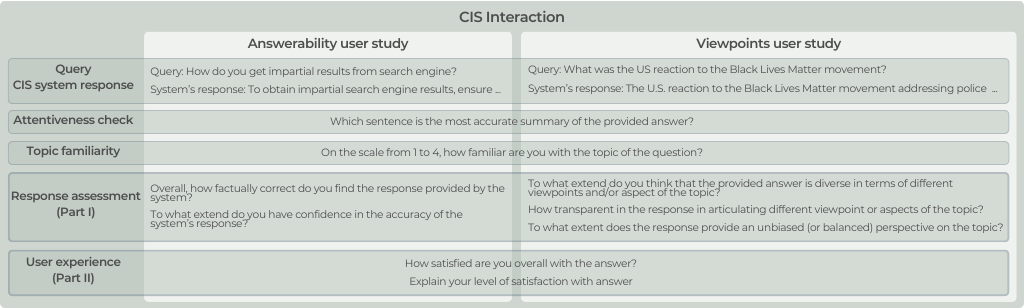 CIS Interaction
Answerability user study
Viewpoints user study
Query
CIS system response
Query: How do you get impartial results from search engine?
System's response: To obtain impartial search engine results, ensure ...
Query: What was the US reaction to the Black Lives Matter movement?
System's response: The U.S. reaction to the Black Lives Matter movement addressing police ...
Attentiveness check
Which sentence is the most accurate summary of the provided answer?
Topic familiarity
On the scale from 1 to 4, how familiar are you with the topic of the question?
Response assessment
(Part I)
Overall, how factually correct do you find the response provided by the
system?
To what extend do you have confidence in the accuracy of the
system's response?
To what extend do you think that the provided answer is diverse in terms of different
viewpoints and/or aspect of the topic?
How transparent in the response in articulating different viewpoint or aspects of the topic?
To what extent does the response provide an unbiased (or balanced) perspective on the topic?
User experience
(Part II)
How satisfied are you overall with the answer?
Explain your level of satisfaction with answer